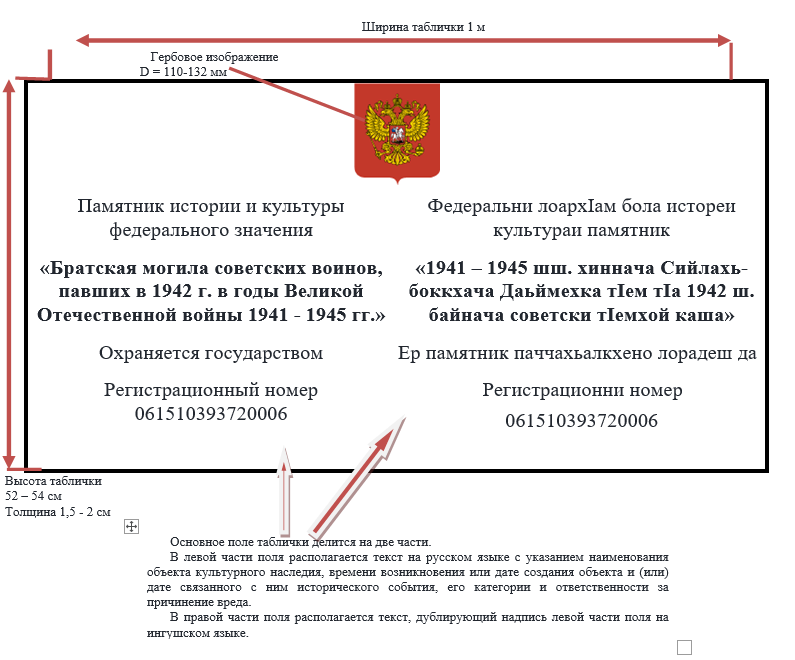 Ширина таблички 1 м
Гербовое изображение
D = 110-132 мм
Памятник истории и культуры
федерального значения
«Братская могила советских воинов,
павших в 1942 г. в годы Великой
Отечественной войны 1941 - 1945 гг.»
Охраняется государством
Регистрационный номер
061510393720006
Федеральни лоархIам бола истореи
культураи памятник
«1941 – 1945 шш. хиннача Сийлахь-
боккхача Даьймехка тIем тIа 1942 ш.
байнача советски тIемхой каша»
Ер памятник паччахьалкхено лорадеш да
Регистрационни номер
061510393720006
Высота таблички
52 – 54 см
Толщина 1,5 - 2 см
Основное поле таблички делится на две части.
В левой части поля располагается текст на русском языке с указанием наименования
объекта культурного наследия, времени возникновения или дате создания объекта и (или)
дате связанного с ним исторического события, его категории и ответственности за
причинение вреда.
В правой части поля располагается текст, дублирующий надпись левой части поля на
ингушском языке.